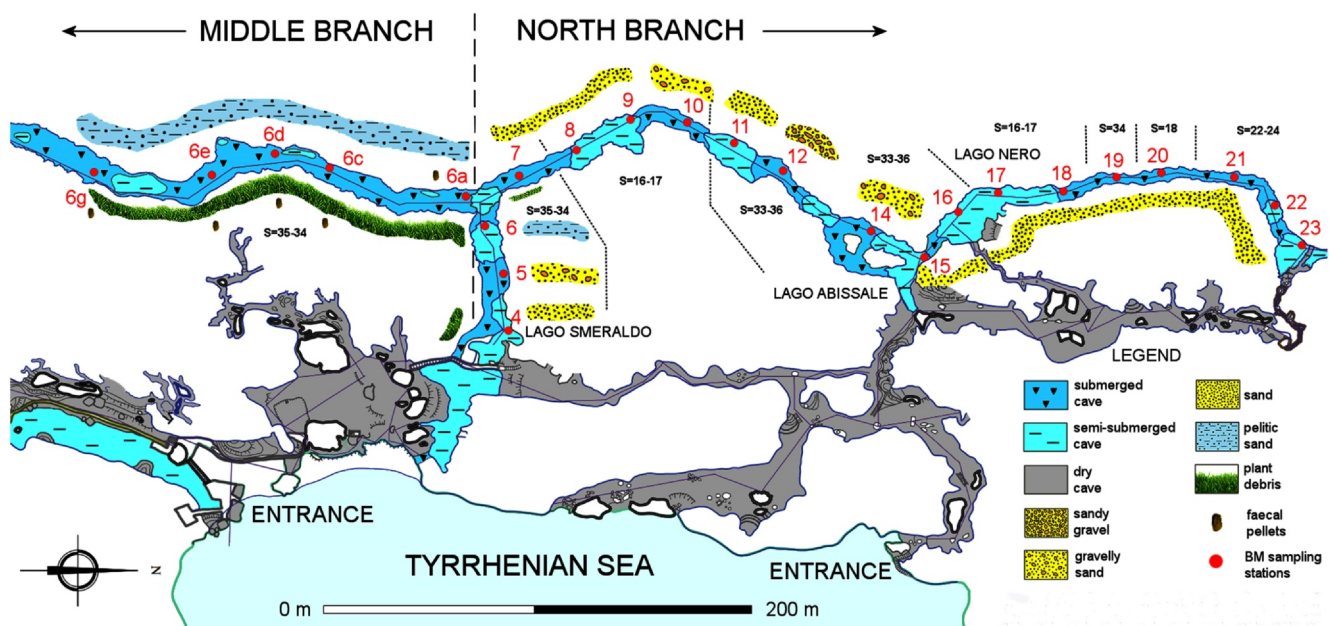 MIDDLE BRANCH
NORTH BRANCH
9
10
11
8
12
7
6d
6e
6c
6a
6g
6
5
4
14
15
16
17
18
19
20
21
22
23
S=16-17
S=34
S=18
S=22-24
S=33-36
LAGO NERO
S=16-17
S=35-34
S=33-36
S=35-34
LAGO ABISSALE
LAGO SMERALDO
LEGEND
submerged
cave
sand
semi-submerged
cave
pelitic
sand
dry
cave
plant
debris
sandy
gravel
faecal
pellets
gravelly
sand
BM sampling
stations
ENTRANCE
TYRRHENIAN SEA
ENTRANCE
N
0 m
200 m